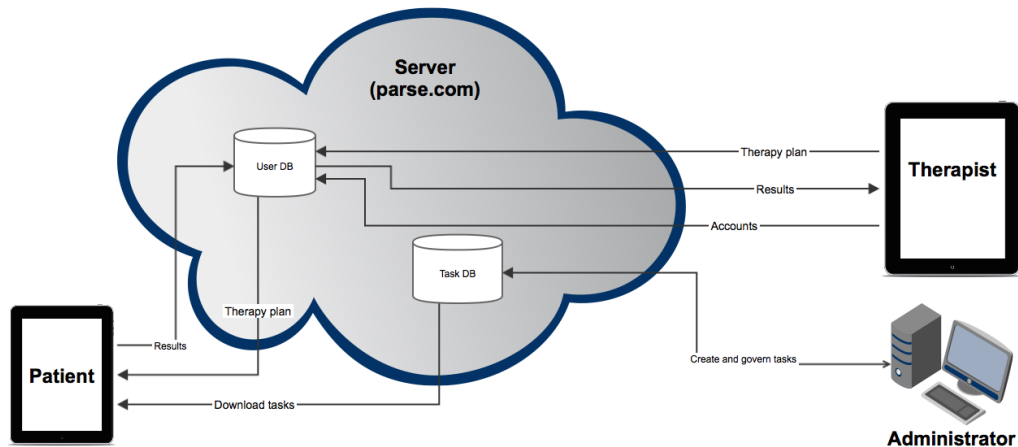 Server
(parse.com)
User DB
Therapy plan
Therapist
Results
Accounts
Task DB
Therapy plan
Results
Patient
Create and govern tasks
Download tasks
Administrator